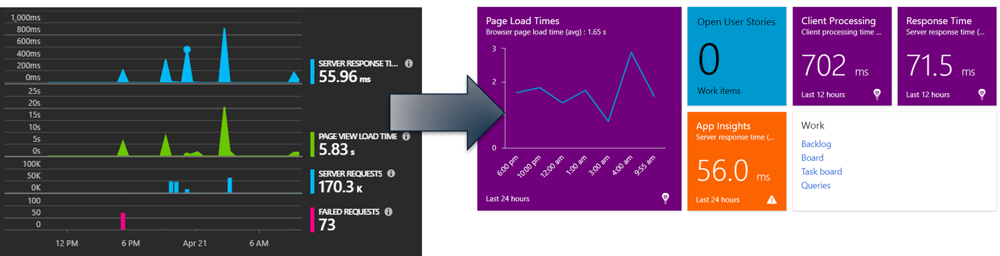 1,000ms
800ms
600ms
400ms
200ms
0ms
SERVER RESPONSE TI...
55.96 ms
25s
20s
15s
10s
5s
0s
PAGE VIEW LOAD TIME
5.83 s
100K
50K
0K
SERVER REQUESTS
170.3 K
100
50
0
FAILED REQUESTS
73
12 PM
6 PM
Apr 21
6 AM
Page Load Times
Browser page load time (avg) : 1.65 s
3
2
0
6:00 pm
10:00 pm
12:00 am
1:00 am
3:00 am
4:00 am
9:55 am
Last 24 hours
Open User Stories
0
Work items
Client Processing
Client processing time ...
702 ms
Last 12 hours
Response Time
Server response time (...
71.5 ms
Last 12 hours
App Insights
Server response time (...
56.0 ms
Last 24 hours
Work
Backlog
Board
Task board
Queries